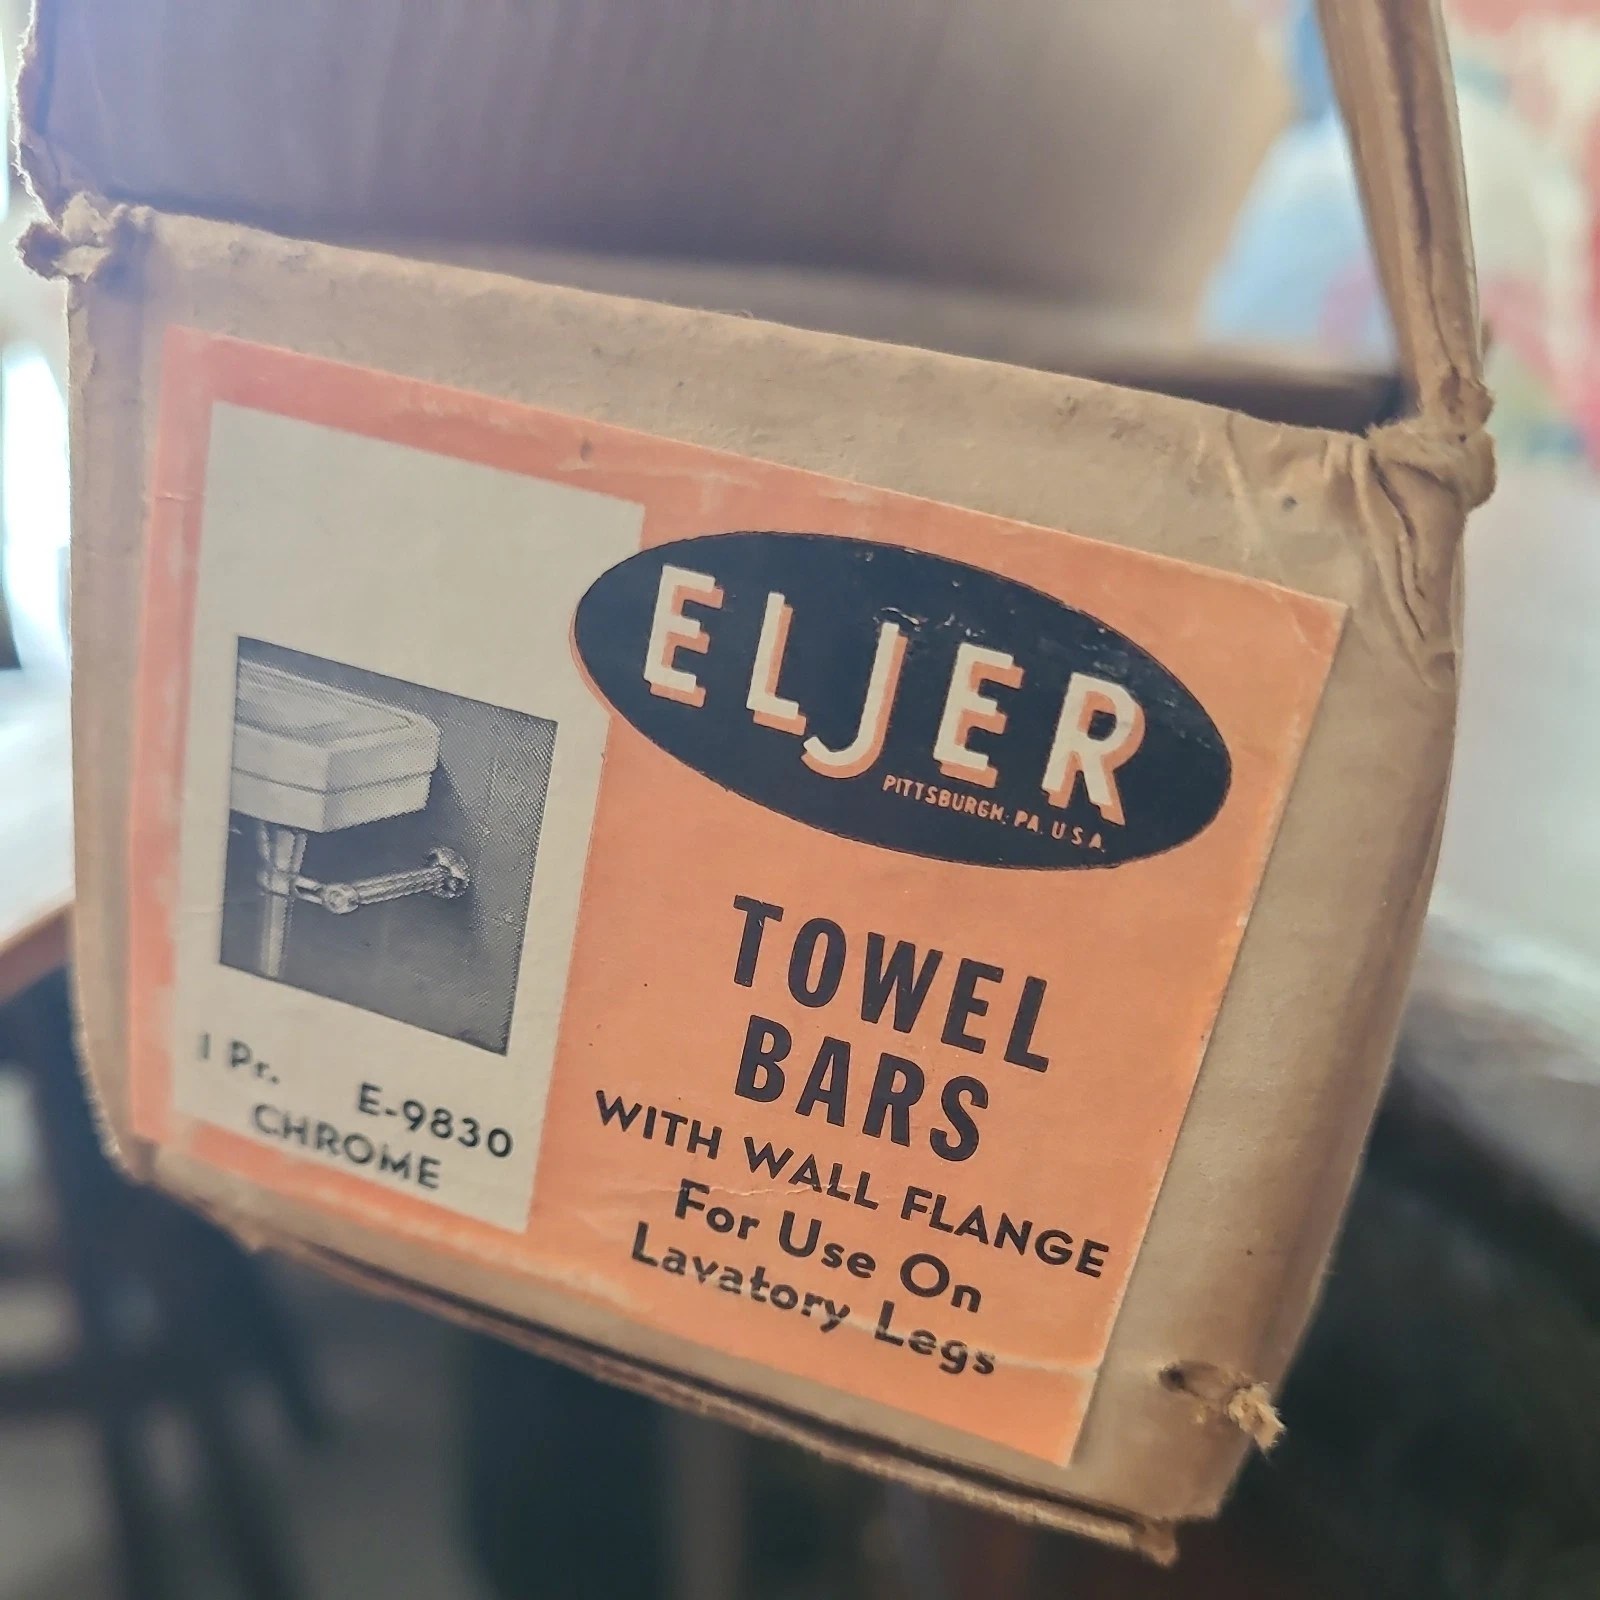 ELJER
PITTSBURGH, PA. U.S.A.
TOWEL
BARS
WITH WALL FLANGE
For Use On
Lavatory Legs
1 Pr. E-9830
CHROME